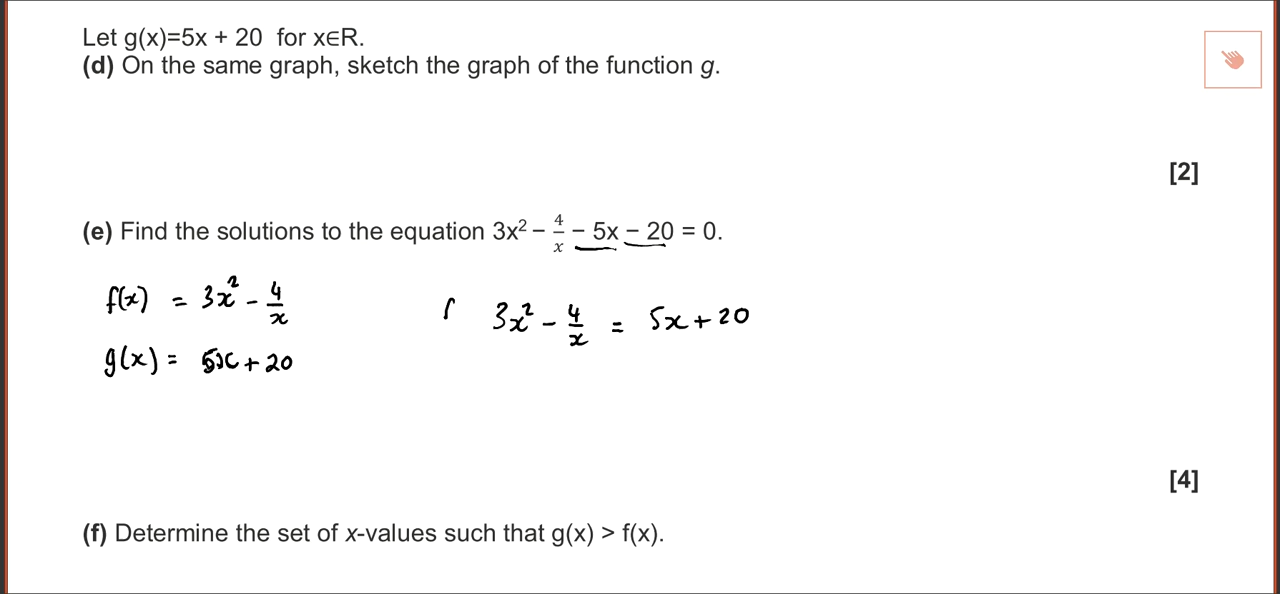 Let g(x)=5x + 20 for x∈R.
(d) On the same graph, sketch the graph of the function g.
[2]
(e) Find the solutions to the equation 3x² − 4/x − 5x − 20 = 0.
f(x) = 3x² - 4/x
3x² - 4/x = 5x + 20
g(x) = 5x + 20
[4]
(f) Determine the set of x-values such that g(x) > f(x).